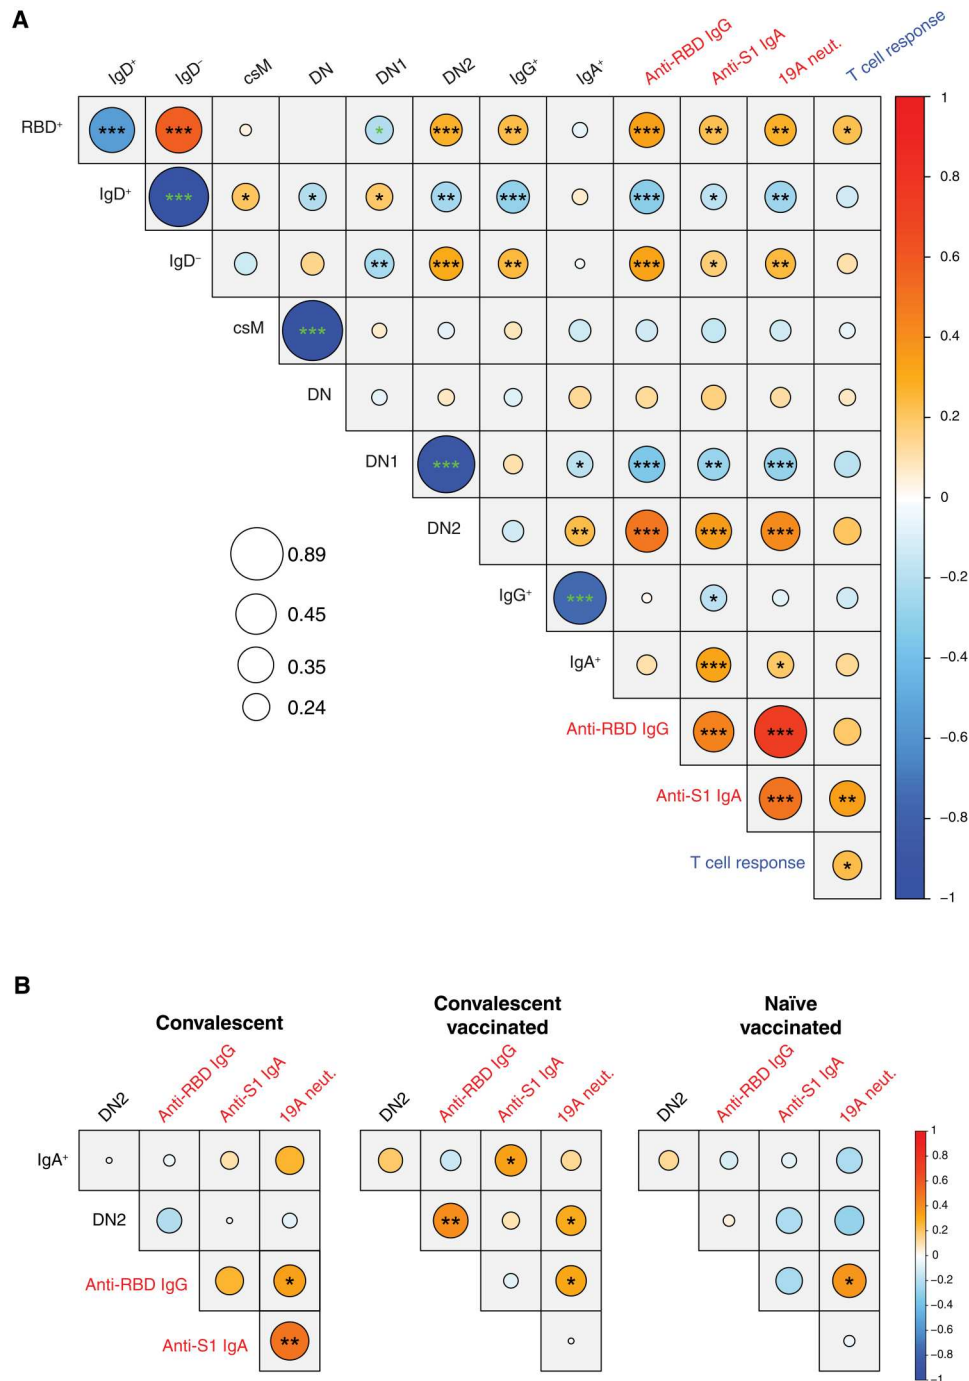 A
IgD⁺ IgD⁻ csM DN DN1 DN2 IgG⁺ IgA⁺ Anti-RBD IgG Anti-S1 IgA 19A neut. T cell response
RBD⁺ *** *** * *** ** *** ** ** *
IgD⁺ *** * * * ** *** *** * **
IgD⁻ ** *** ** *** * **
csM ***
DN
DN1 *** * *** ** ***
DN2 ** *** *** ***
IgG⁺ *** *
IgA⁺ *** *
Anti-RBD IgG *** ***
Anti-S1 IgA *** **
T cell response *
0.89
0.45
0.35
0.24
1
0.8
0.6
0.4
0.2
0
−0.2
−0.4
−0.6
−0.8
−1
B
Convalescent
DN2 Anti-RBD IgG Anti-S1 IgA 19A neut.
IgA⁺
DN2
Anti-RBD IgG *
Anti-S1 IgA **
Convalescent
vaccinated
DN2 Anti-RBD IgG Anti-S1 IgA 19A neut.
*
** *
*
Naïve
vaccinated
DN2 Anti-RBD IgG Anti-S1 IgA 19A neut.
*
1
0.8
0.6
0.4
0.2
0
−0.2
−0.4
−0.6
−0.8
−1